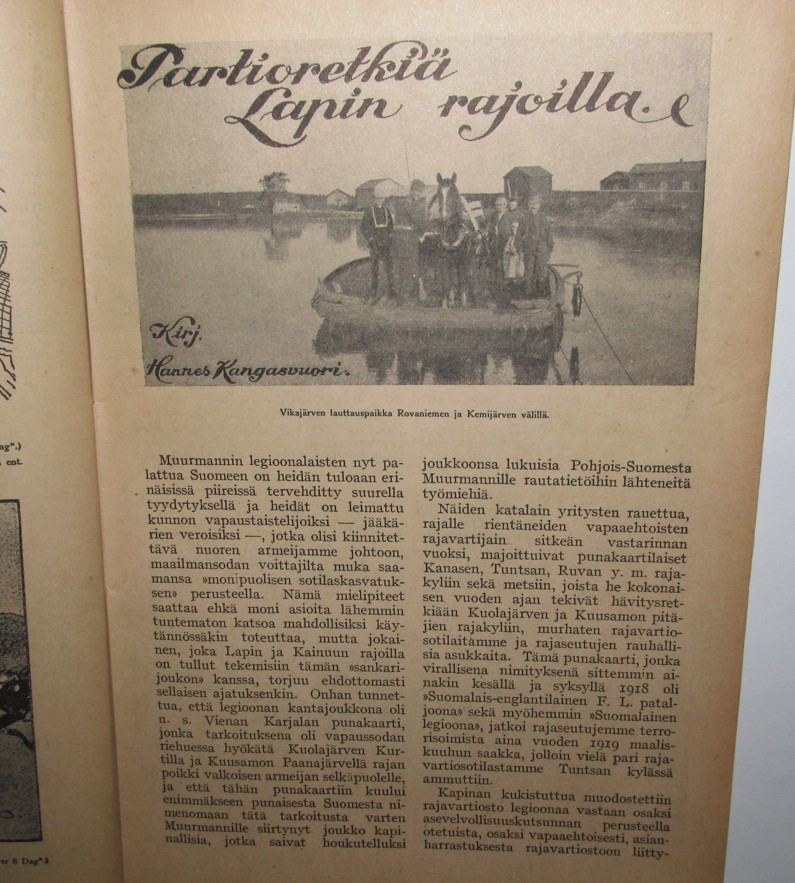 ag".)
ent.
er 8 Dag".)
Partioretkiä
Lapin rajoilla.
Kirj.
Hannes Kangasvuori.
Vikajärven lauttauspaikka Rovaniemen ja Kemijärven välillä.
Muurmannin legioonalaisten nyt pa-
lattua Suomeen on heidän tuloaan eri-
näisissä piireissä tervehditty suurella
tyydytyksellä ja heidät on leimattu
kunnon vapaustaistelijoiksi — jääkä-
rien veroisiksi —, jotka olisi kiinnitet-
tävä nuoren armeijamme johtoon,
maailmansodan voittajilta muka saa-
mansa »monipuolisen sotilaskasvatuk-
sen» perusteella. Nämä mielipiteet
saattaa ehkä moni asioita lähemmin
tuntematon katsoa mahdollisiksi käy-
tännössäkin toteuttaa, mutta jokai-
nen, joka Lapin ja Kainuun rajoilla
on tullut tekemisiin tämän »sankari-
joukon» kanssa, torjuu ehdottomasti
sellaisen ajatuksenkin. Onhan tunnet-
tua, että legioonan kantajoukkona oli
n. s. Vienan Karjalan punakaarti,
jonka tarkoituksena oli vapaussodan
riehuessa hyökätä Kuolajärven Kur-
tilla ja Kuusamon Paanajärvellä rajan
poikki valkoisen armeijan selkäpuolelle,
ja että tähän punakaartiin kuului
enimmäkseen punaisesta Suomesta ni-
menomaan tätä tarkoitusta varten
Muurmannille siirtynyt joukko kapi-
nallisia, jotka saivat houkutelluksi
joukkoonsa lukuisia Pohjois-Suomesta
Muurmannille rautatietöihin lähteneitä
työmiehiä.
Näiden katalain yritysten rauettua,
rajalle rientäneiden vapaaehtoisten
rajavartijain sitkeän vastarinnan
vuoksi, majoittuivat punakaartilaiset
Kanasen, Tuntsan, Ruvan y. m. raja-
kyliin sekä metsiin, joista he kokonai-
sen vuoden ajan tekivät hävitysret-
kiään Kuolajärven ja Kuusamon pitä-
jien rajakyliin, murhaten rajavartio-
sotilaitamme ja rajaseutujen rauhalli-
sia asukkaita. Tämä punakaarti, jonka
virallisena nimityksenä sittemmin ai-
nakin kesällä ja syksyllä 1918 oli
»Suomalais-englantilainen F. L. patal-
joona» sekä myöhemmin »Suomalainen
legioona», jatkoi rajaseutujemme terro-
risoimista aina vuoden 1919 maalis-
kuuhun saakka, jolloin vielä pari raja-
vartiosotilastamme Tuntsan kylässä
ammuttiin.
Kapinan kukistuttua muodostettiin
rajavartiosto legioonaa vastaan osaksi
asevelvollisuuskutsunnan perusteella
otetuista, osaksi vapaaehtoisesti, asian-
harrastuksesta rajavartiostoon liitty-